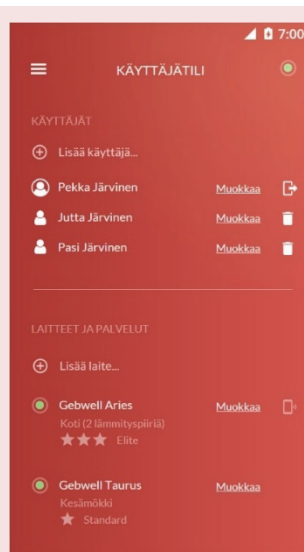 7:00
KÄYTTÄJÄTILI
KÄYTTÄJÄT
Lisää käyttäjä...
Pekka Järvinen Muokkaa
Jutta Järvinen Muokkaa
Pasi Järvinen Muokkaa
LAITTEET JA PALVELUT
Lisää laite...
Gebwell Aries Muokkaa
Koti (2 lämmityspiiriä)
Elite
Gebwell Taurus Muokkaa
Kesämökki
Standard